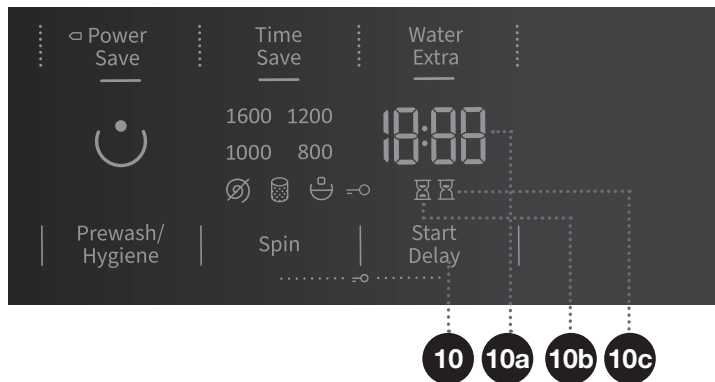 Power Save
Time Save
Water Extra
1600 1200
18:88
1000 800
Prewash/ Hygiene
Spin
Start Delay
10 10a 10b 10c